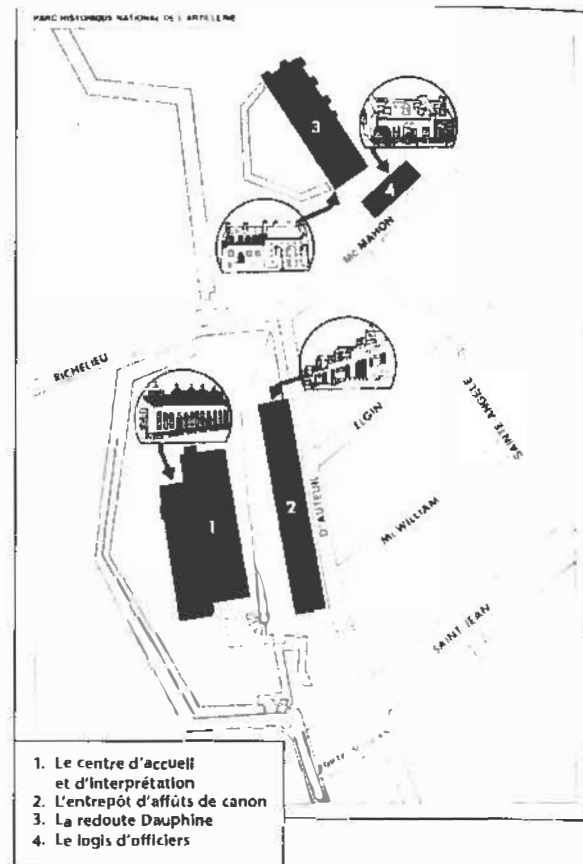 PARC HISTORIQUE NATIONAL DE L'ARTILLERIE
3
4
Mc MAHON
RICHELIEU
ELGIN
SAINTE ANGÈLE
1
2
D'AUTEUIL
Mc WILLIAM
SAINT JEAN
1. Le centre d'accueil
et d'interprétation
2. L'entrepôt d'affûts de canon
3. La redoute Dauphine
4. Le logis d'officiers